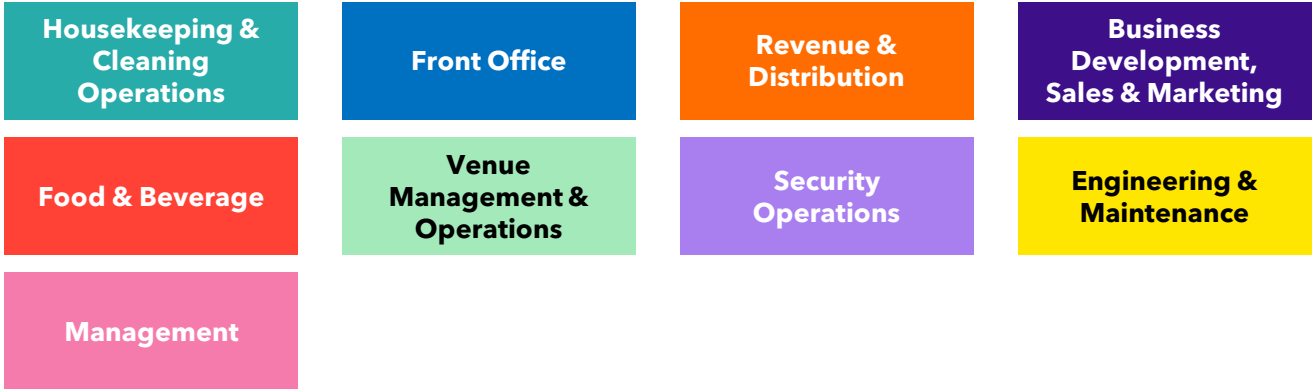 Housekeeping &
Cleaning
Operations
Front Office
Revenue &
Distribution
Business
Development,
Sales & Marketing
Food & Beverage
Venue
Management &
Operations
Security
Operations
Engineering &
Maintenance
Management